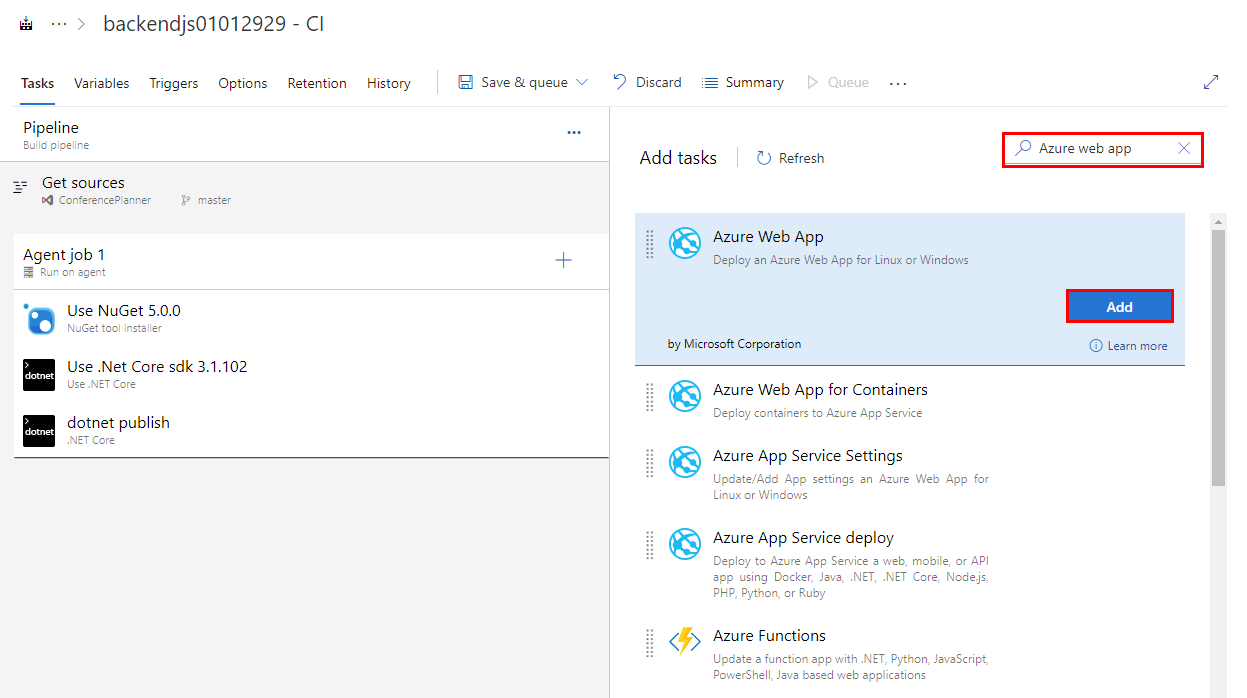 ··· > backendjs01012929 - CI
Tasks Variables Triggers Options Retention History Save & queue Discard Summary Queue ...
Pipeline
Build pipeline
Get sources
ConferencePlanner master
Agent job 1
Run on agent
Use NuGet 5.0.0
NuGet tool installer
dotnet
Use .Net Core sdk 3.1.102
Use .NET Core
dotnet
dotnet publish
.NET Core
Add tasks Refresh Azure web app
Azure Web App
Deploy an Azure Web App for Linux or Windows
Add
by Microsoft Corporation Learn more
Azure Web App for Containers
Deploy containers to Azure App Service
Azure App Service Settings
Update/Add App settings an Azure Web App for
Linux or Windows
Azure App Service deploy
Deploy to Azure App Service a web, mobile, or API
app using Docker, Java, .NET, .NET Core, Node.js,
PHP, Python, or Ruby
Azure Functions
Update a function app with .NET, Python, JavaScript,
PowerShell, Java based web applications